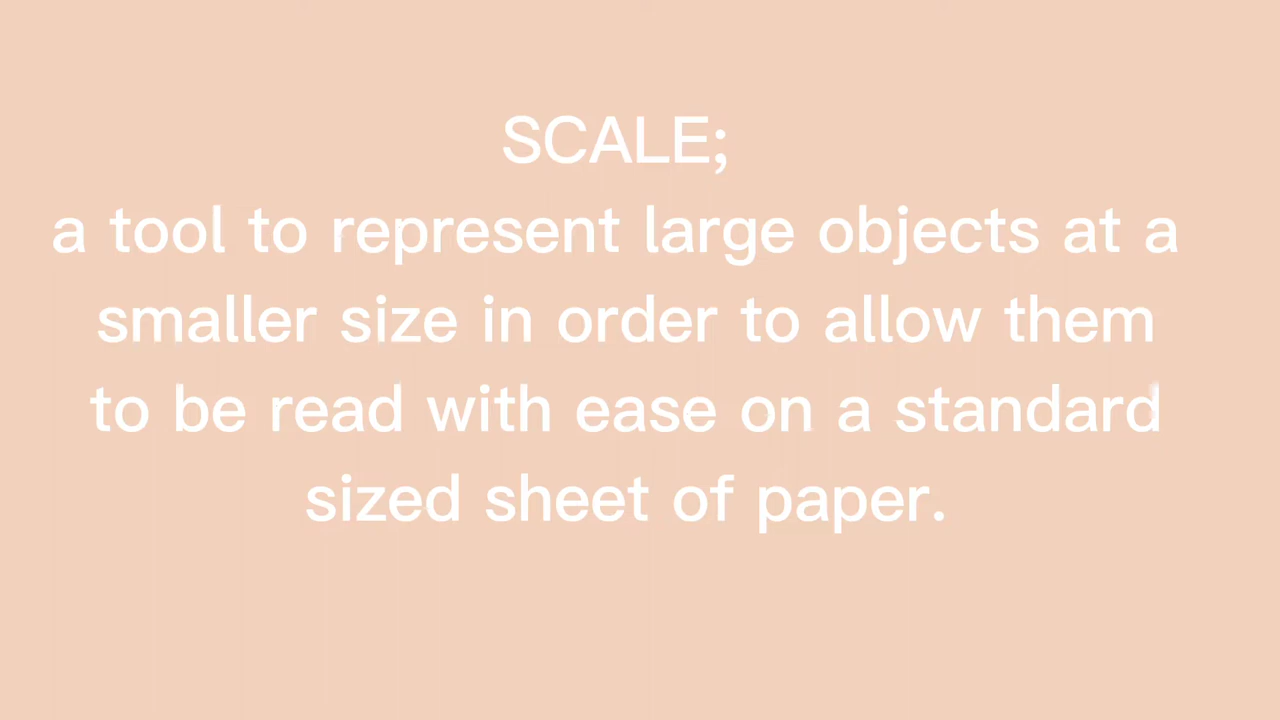 SCALE;
a tool to represent large objects at a
smaller size in order to allow them
to be read with ease on a standard
sized sheet of paper.